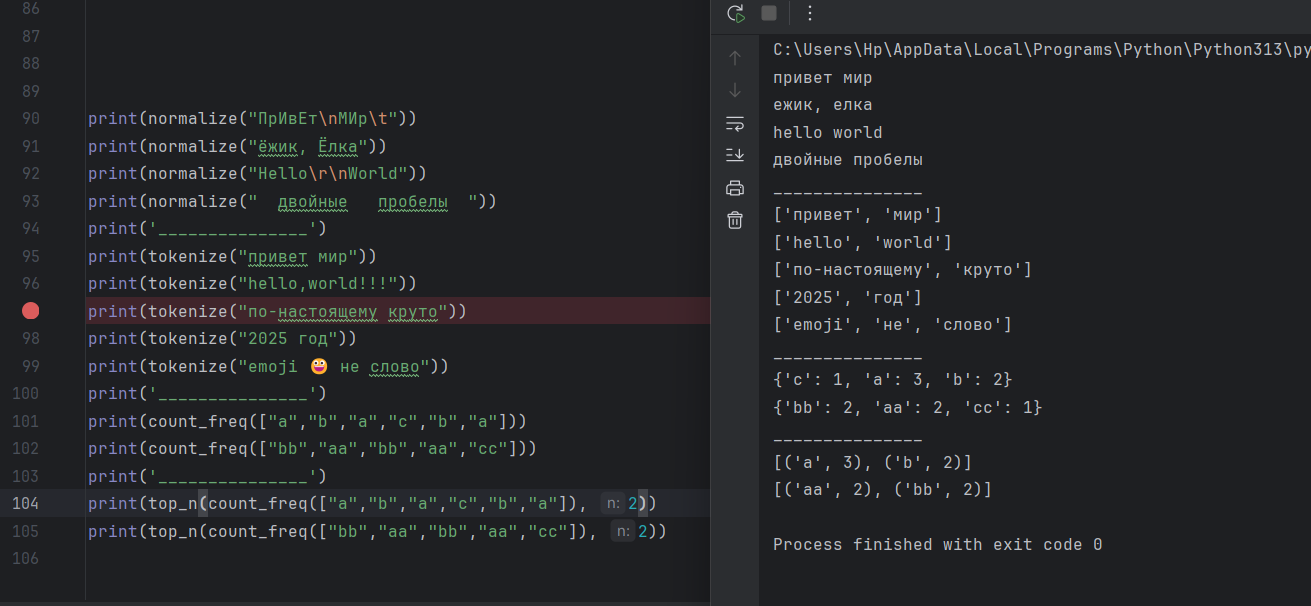 86
87
88
89
90 print(normalize("ПрИвЕт\nМИр\t"))
91 print(normalize("ёжик, Ёлка"))
92 print(normalize("Hello\r\nWorld"))
93 print(normalize("  двойные   пробелы  "))
94 print('_______________')
95 print(tokenize("привет мир"))
96 print(tokenize("hello,world!!!"))
print(tokenize("по-настоящему круто"))
98 print(tokenize("2025 год"))
99 print(tokenize("emoji 😀 не слово"))
100 print('_______________')
101 print(count_freq(["a","b","a","c","b","a"]))
102 print(count_freq(["bb","aa","bb","aa","cc"]))
103 print('_______________')
104 print(top_n(count_freq(["a","b","a","c","b","a"]), n: 2))
105 print(top_n(count_freq(["bb","aa","bb","aa","cc"]), n: 2))
106
C:\Users\Hp\AppData\Local\Programs\Python\Python313\py
привет мир
ежик, елка
hello world
двойные пробелы
_______________
['привет', 'мир']
['hello', 'world']
['по-настоящему', 'круто']
['2025', 'год']
['emoji', 'не', 'слово']
_______________
{'c': 1, 'a': 3, 'b': 2}
{'bb': 2, 'aa': 2, 'cc': 1}
_______________
[('a', 3), ('b', 2)]
[('aa', 2), ('bb', 2)]
Process finished with exit code 0